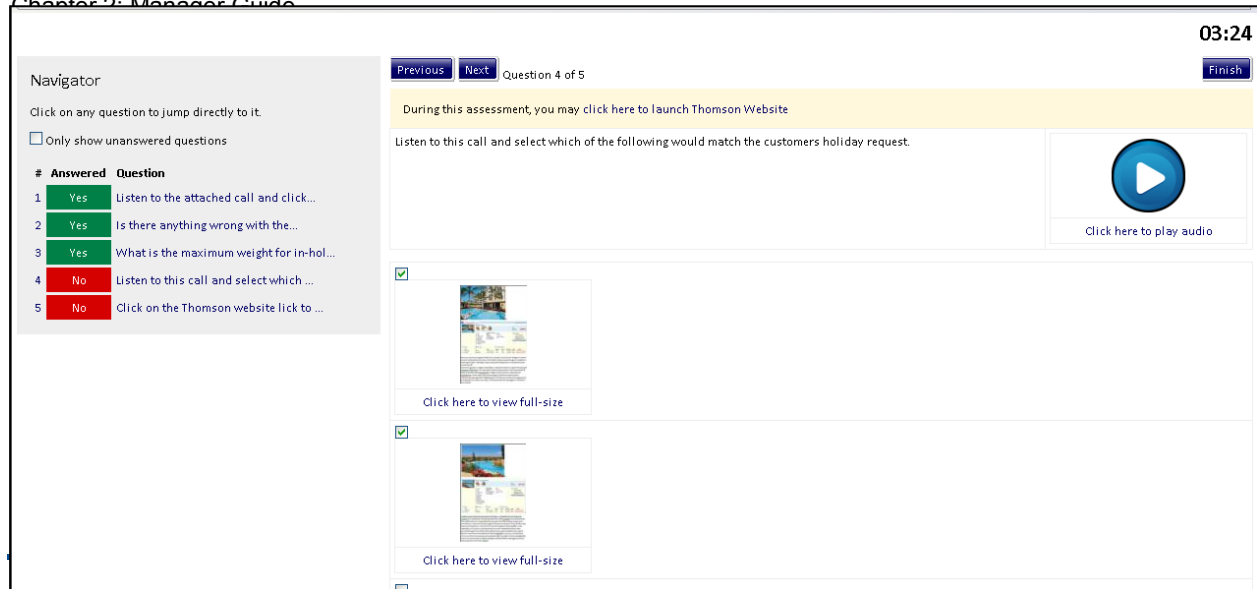 Chapter 2: Manager Guide
03:24
Navigator
Click on any question to jump directly to it.
Only show unanswered questions
# Answered Question
1 Yes Listen to the attached call and click...
2 Yes Is there anything wrong with the...
3 Yes What is the maximum weight for in-hol...
4 No Listen to this call and select which ...
5 No Click on the Thomson website lick to ...
Previous Next Question 4 of 5 Finish
During this assessment, you may click here to launch Thomson Website
Listen to this call and select which of the following would match the customers holiday request.
Click here to play audio
Click here to view full-size
Click here to view full-size